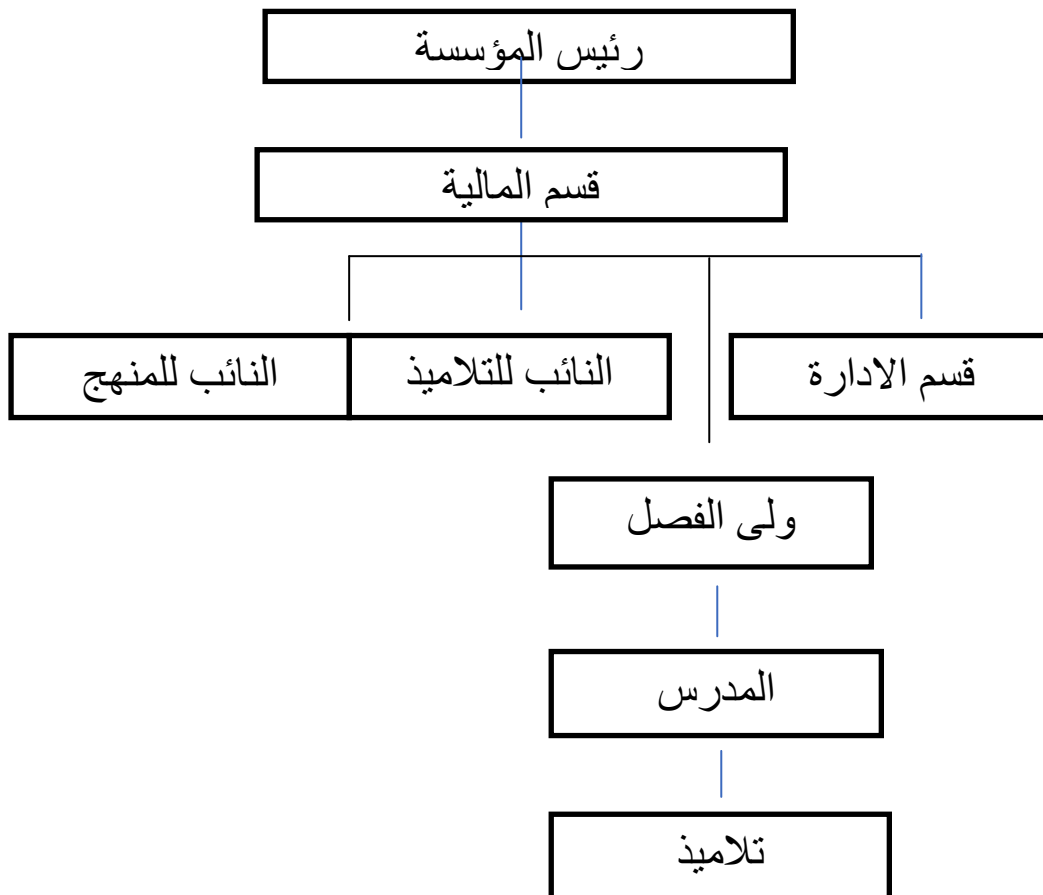 رئيس المؤسسة
قسم المالية
قسم الادارة
النائب للتلاميذ
النائب للمنهج
ولى الفصل
المدرس
تلاميذ